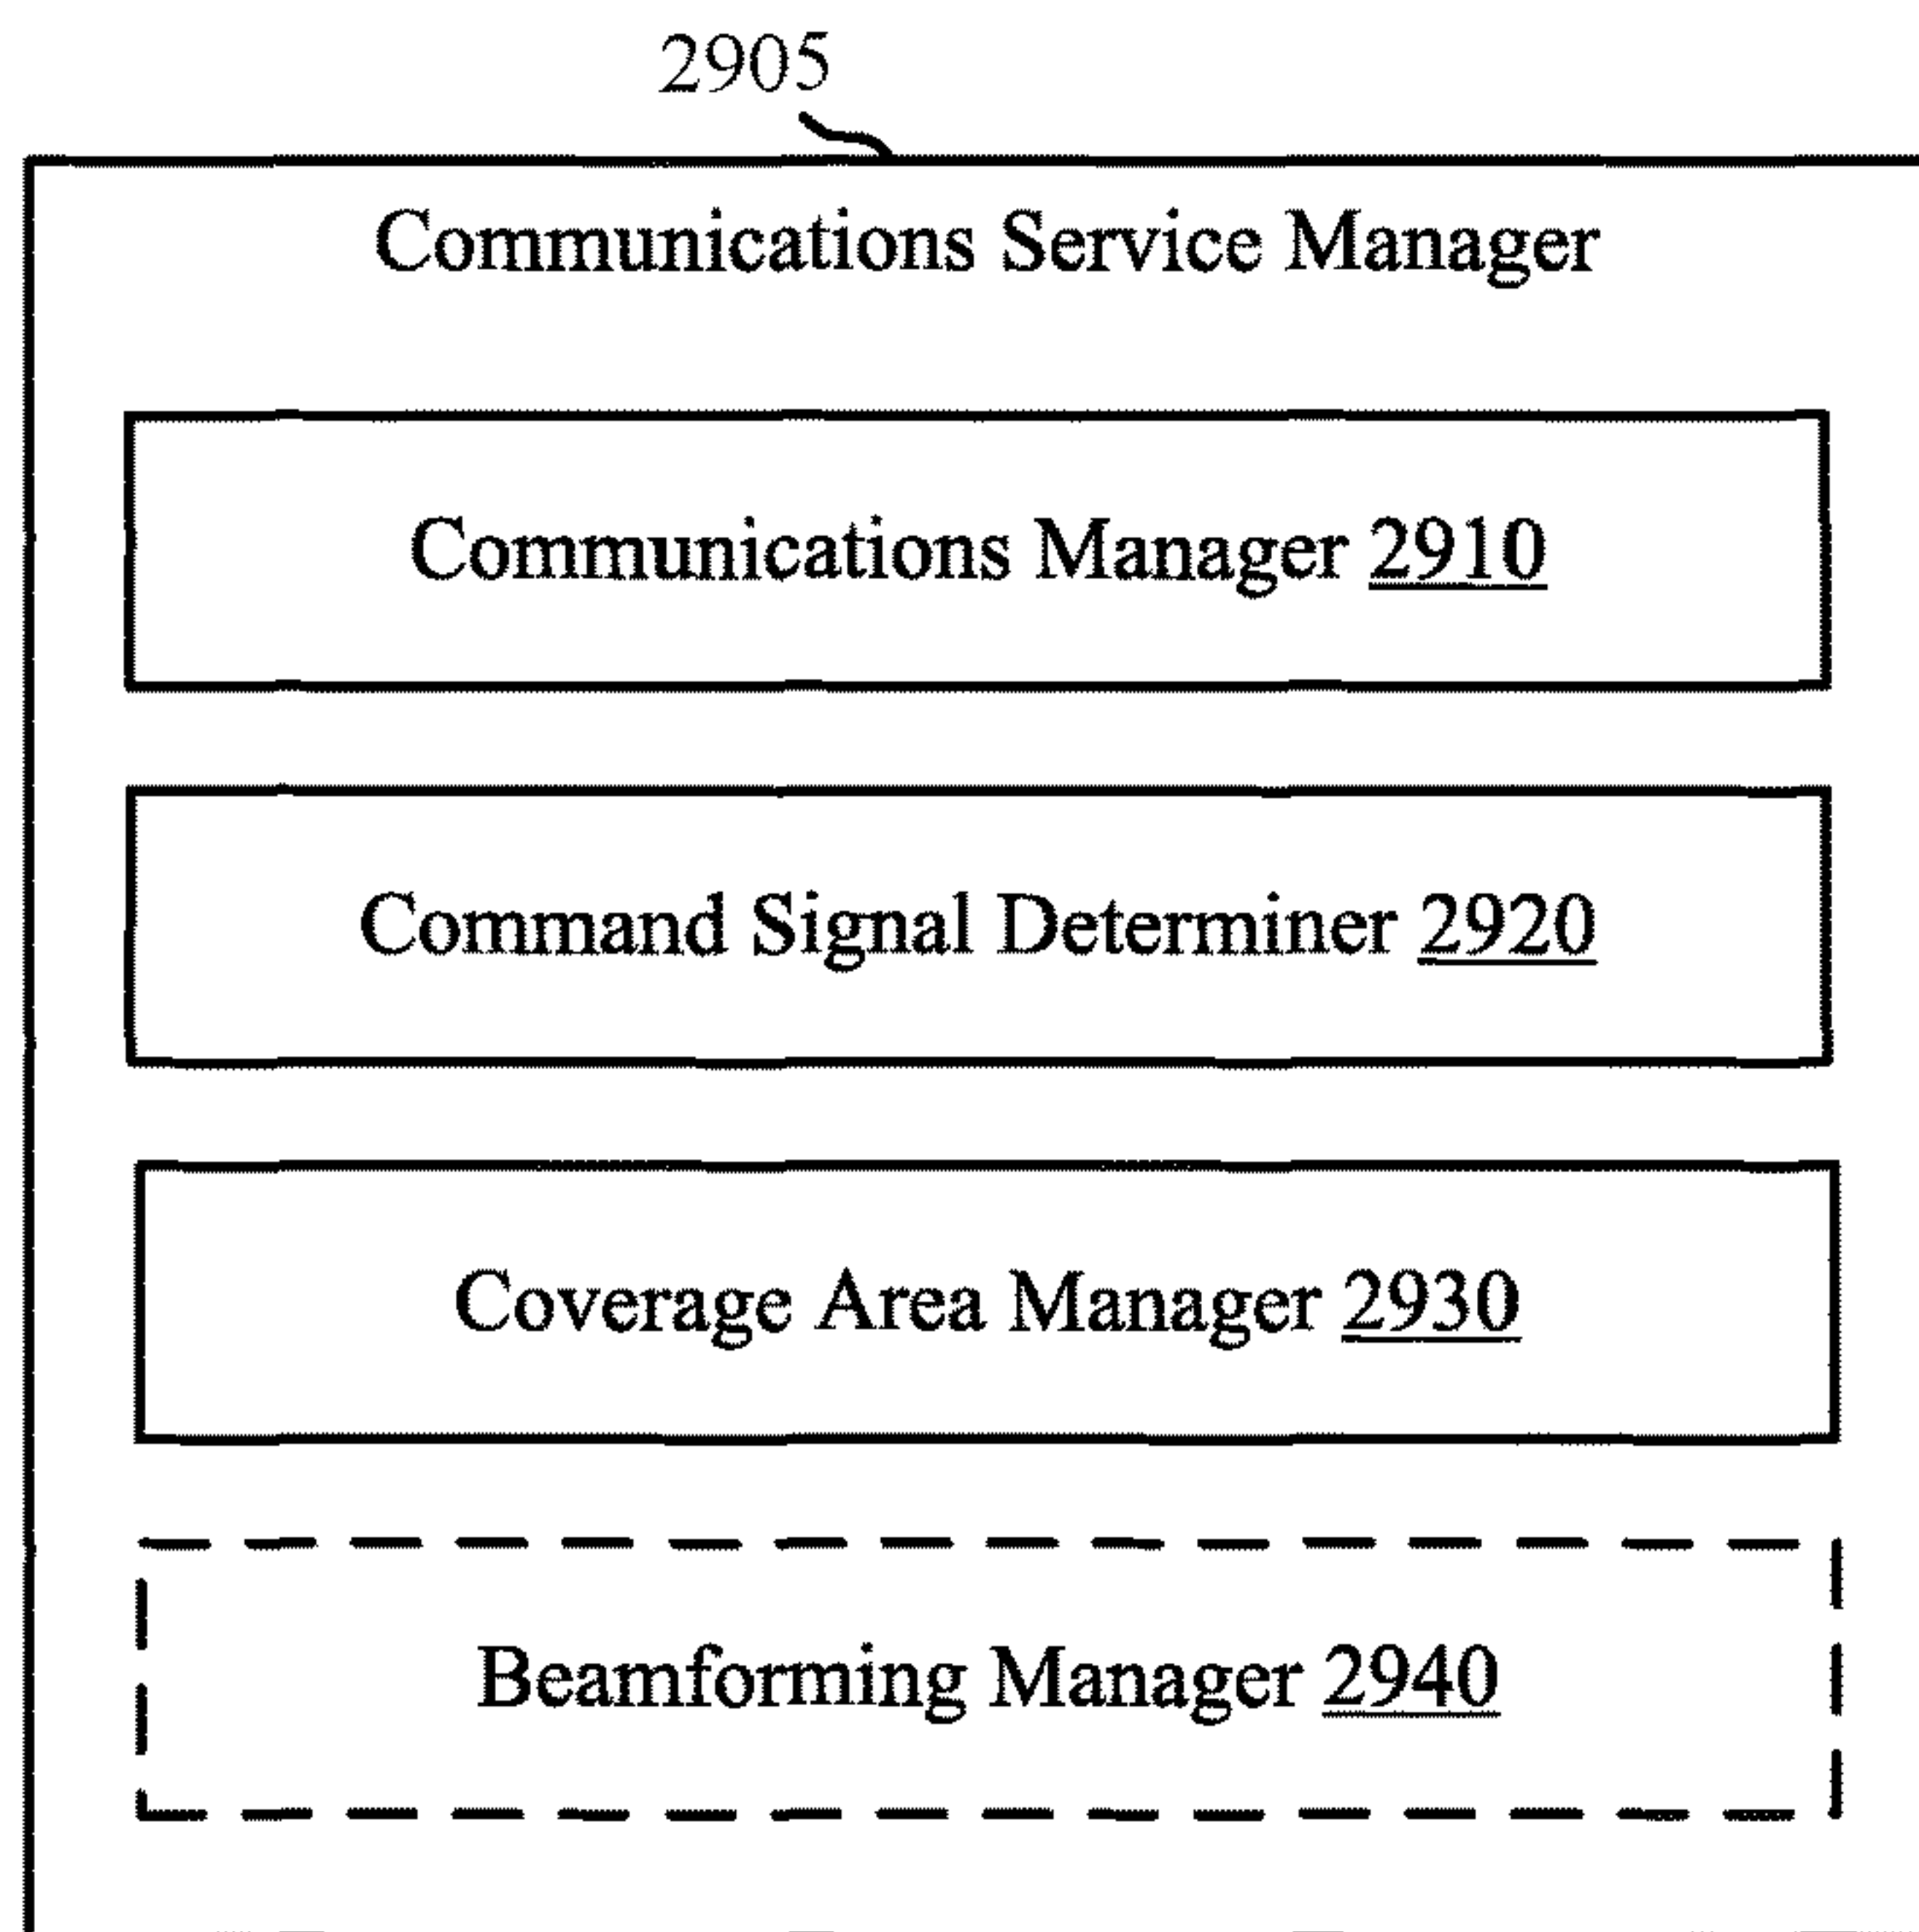 2905
Communications Service Manager
Communications Manager 2910
Command Signal Determiner 2920
Coverage Area Manager 2930
Beamforming Manager 2940